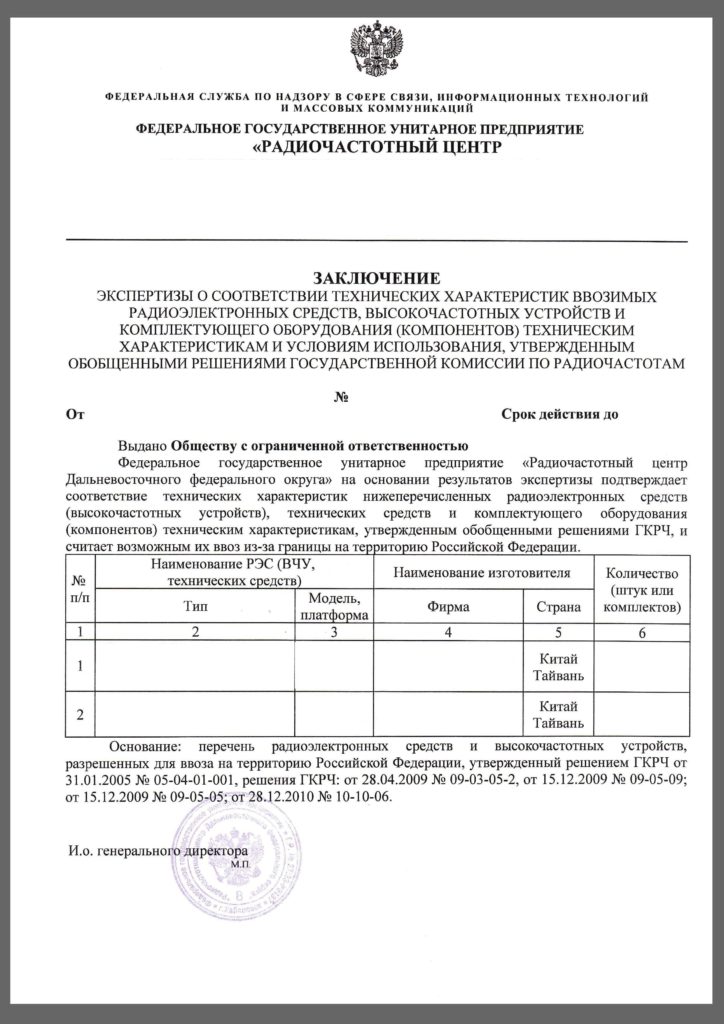 ФЕДЕРАЛЬНАЯ СЛУЖБА ПО НАДЗОРУ В СФЕРЕ СВЯЗИ, ИНФОРМАЦИОННЫХ ТЕХНОЛОГИЙ
И МАССОВЫХ КОММУНИКАЦИЙ
ФЕДЕРАЛЬНОЕ ГОСУДАРСТВЕННОЕ УНИТАРНОЕ ПРЕДПРИЯТИЕ
«РАДИОЧАСТОТНЫЙ ЦЕНТР
ЗАКЛЮЧЕНИЕ
ЭКСПЕРТИЗЫ О СООТВЕТСТВИИ ТЕХНИЧЕСКИХ ХАРАКТЕРИСТИК ВВОЗИМЫХ
РАДИОЭЛЕКТРОННЫХ СРЕДСТВ, ВЫСОКОЧАСТОТНЫХ УСТРОЙСТВ И
КОМПЛЕКТУЮЩЕГО ОБОРУДОВАНИЯ (КОМПОНЕНТОВ) ТЕХНИЧЕСКИМ
ХАРАКТЕРИСТИКАМ И УСЛОВИЯМ ИСПОЛЬЗОВАНИЯ, УТВЕРЖДЕННЫМ
ОБОБЩЕННЫМИ РЕШЕНИЯМИ ГОСУДАРСТВЕННОЙ КОМИССИИ ПО РАДИОЧАСТОТАМ
№
От Срок действия до
Выдано Обществу с ограниченной ответственностью
Федеральное государственное унитарное предприятие «Радиочастотный центр
Дальневосточного федерального округа» на основании результатов экспертизы подтверждает
соответствие технических характеристик нижеперечисленных радиоэлектронных средств
(высокочастотных устройств), технических средств и комплектующего оборудования
(компонентов) техническим характеристикам, утвержденным обобщенными решениями ГКРЧ, и
считает возможным их ввоз из-за границы на территорию Российской Федерации.
№ п/п
Наименование РЭС (ВЧУ,
технических средств)
Наименование изготовителя
Количество
(штук или
комплектов)
Тип
Модель,
платформа
Фирма
Страна
1 2 3 4 5 6
1
Китай
Тайвань
2
Китай
Тайвань
Основание: перечень радиоэлектронных средств и высокочастотных устройств,
разрешенных для ввоза на территорию Российской Федерации, утвержденный решением ГКРЧ от
31.01.2005 № 05-04-01-001, решения ГКРЧ: от 28.04.2009 № 09-03-05-2, от 15.12.2009 № 09-05-09;
от 15.12.2009 № 09-05-05; от 28.12.2010 № 10-10-06.
И.о. генерального директора
М.П.